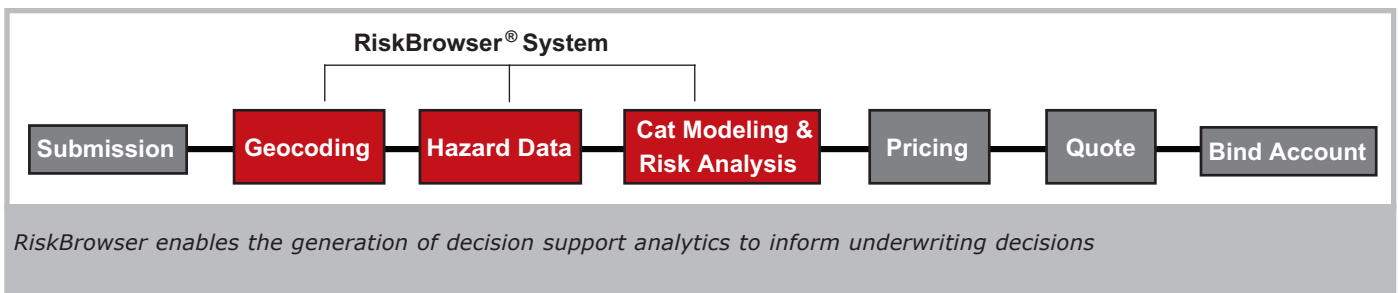 RiskBrowser® System
Submission
Geocoding
Hazard Data
Cat Modeling &
Risk Analysis
Pricing
Quote
Bind Account
RiskBrowser enables the generation of decision support analytics to inform underwriting decisions